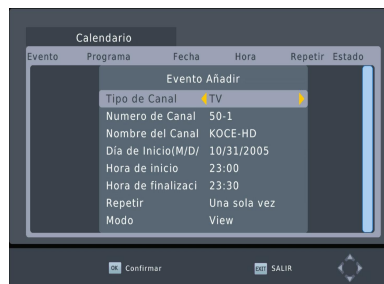 Calendario
Evento Programa Fecha Hora Repetir Estado
Evento Añadir
Tipo de Canal TV
Numero de Canal 50-1
Nombre del Canal KOCE-HD
Día de Inicio(M/D/ 10/31/2005
Hora de inicio 23:00
Hora de finalizaci 23:30
Repetir Una sola vez
Modo View
OK Confirmar EXIT SALIR